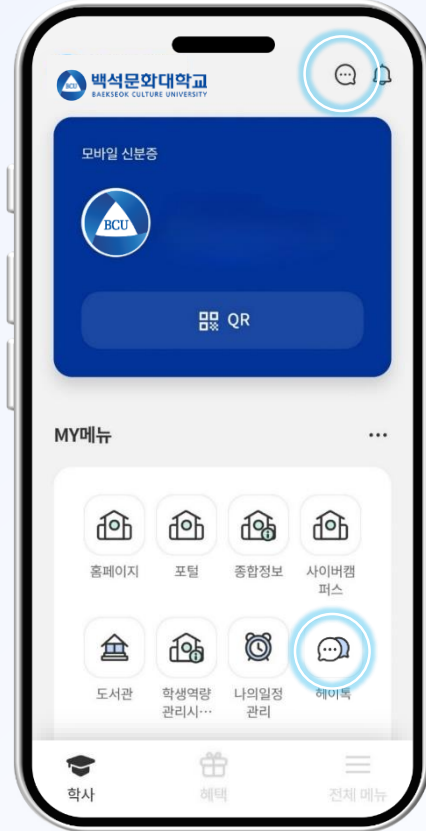 백석문화대학교
BAEKSEOK CULTURE UNIVERSITY
모바일 신분증
BCU
QR
MY메뉴
홈페이지 포털 종합정보 사이버캠
퍼스
도서관 학생역량 나의일정 헤이톡
관리시… 관리
학사 혜택 전체 메뉴